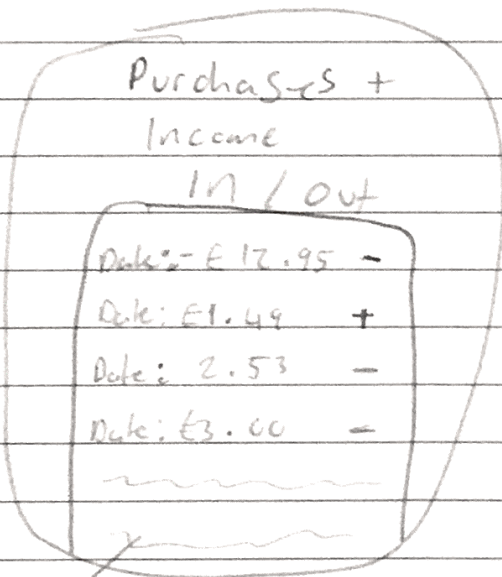 Purchases +
Income
In / Out
Date:- £12.95 -
Date: £1.49 +
Date: 2.53 -
Date: £3.00 -